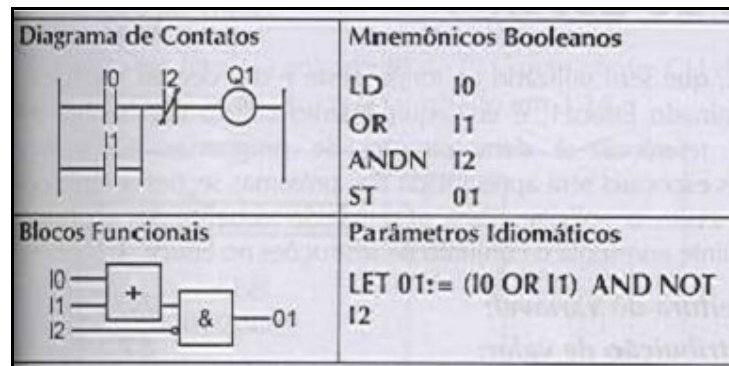 Diagrama de Contatos
I0 I2 Q1
I1
Mnemônicos Booleanos
LD I0
OR I1
ANDN I2
ST 01
Blocos Funcionais
I0
+
I1
&
01
I2
Parâmetros Idiomáticos
LET 01:= (I0 OR I1) AND NOT
I2